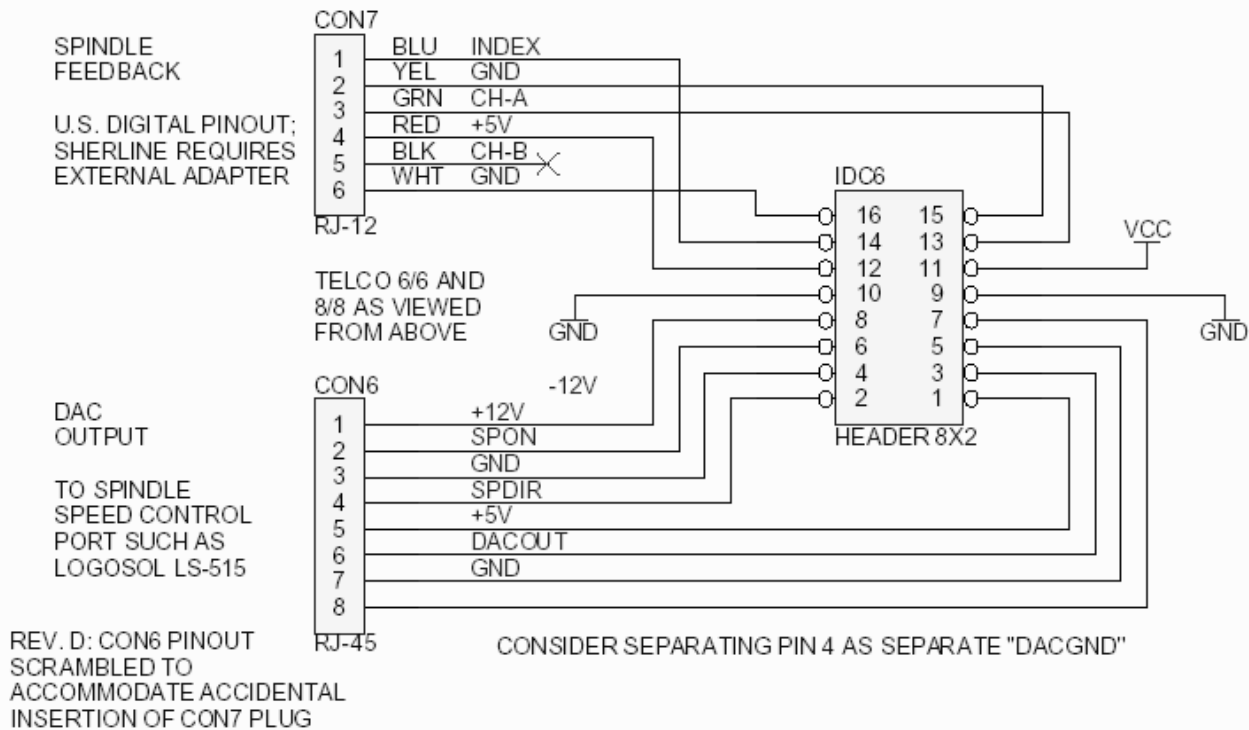 CON7
SPINDLE
FEEDBACK
U.S. DIGITAL PINOUT;
SHERLINE REQUIRES
EXTERNAL ADAPTER
1 BLU INDEX
2 YEL GND
3 GRN CH-A
4 RED +5V
5 BLK CH-B
6 WHT GND
RJ-12
TELCO 6/6 AND
8/8 AS VIEWED
FROM ABOVE
IDC6
16 15
14 13
12 11
10 9
8 7
6 5
4 3
2 1
HEADER 8X2
VCC
GND
GND
CON6
-12V
DAC
OUTPUT
TO SPINDLE
SPEED CONTROL
PORT SUCH AS
LOGOSOL LS-515
1 +12V
2 SPON
3 GND
4 SPDIR
5 +5V
6 DACOUT
7 GND
8
RJ-45
REV. D: CON6 PINOUT
SCRAMBLED TO
ACCOMMODATE ACCIDENTAL
INSERTION OF CON7 PLUG
CONSIDER SEPARATING PIN 4 AS SEPARATE "DACGND"